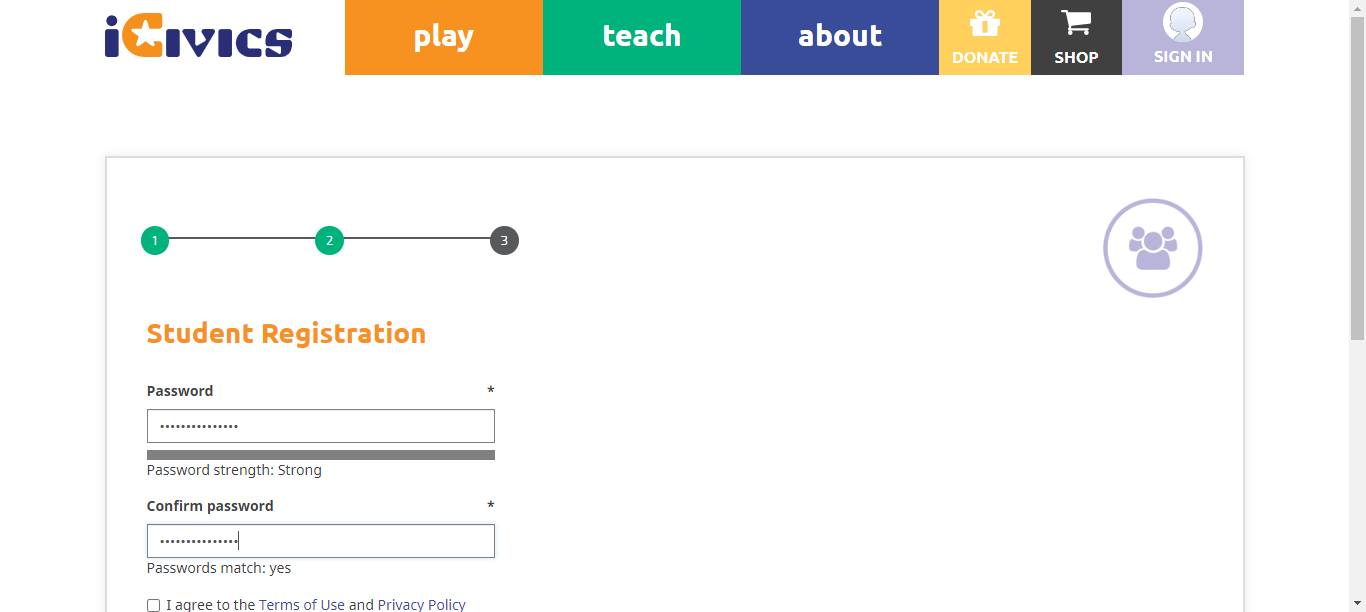 iCivics
play
teach
about
DONATE
SHOP
SIGN IN
1
2
3
Student Registration
Password *
•••••••••••••••
Password strength: Strong
Confirm password *
•••••••••••••••
Passwords match: yes
I agree to the Terms of Use and Privacy Policy